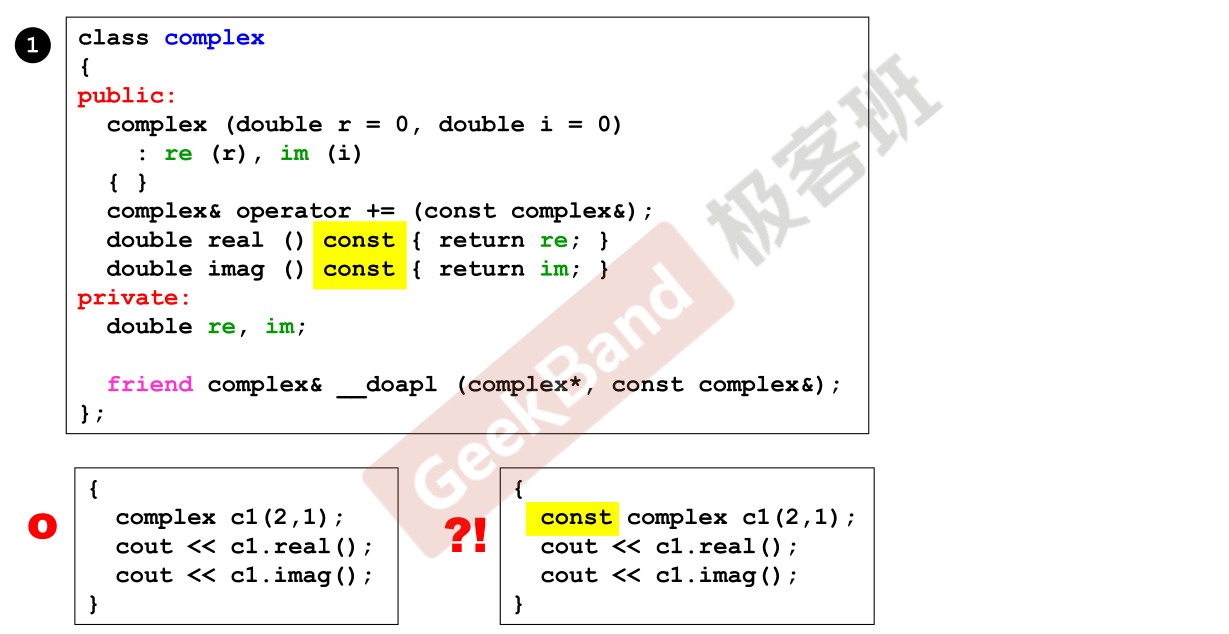 1
class complex
{
public:
  complex (double r = 0, double i = 0)
    : re (r), im (i)
  { }
  complex& operator += (const complex&);
  double real () const { return re; }
  double imag () const { return im; }
private:
  double re, im;
  friend complex& __doapl (complex*, const complex&);
};
GeekBand 极客班
o
{
  complex c1(2,1);
  cout << c1.real();
  cout << c1.imag();
}
?!
{
  const complex c1(2,1);
  cout << c1.real();
  cout << c1.imag();
}